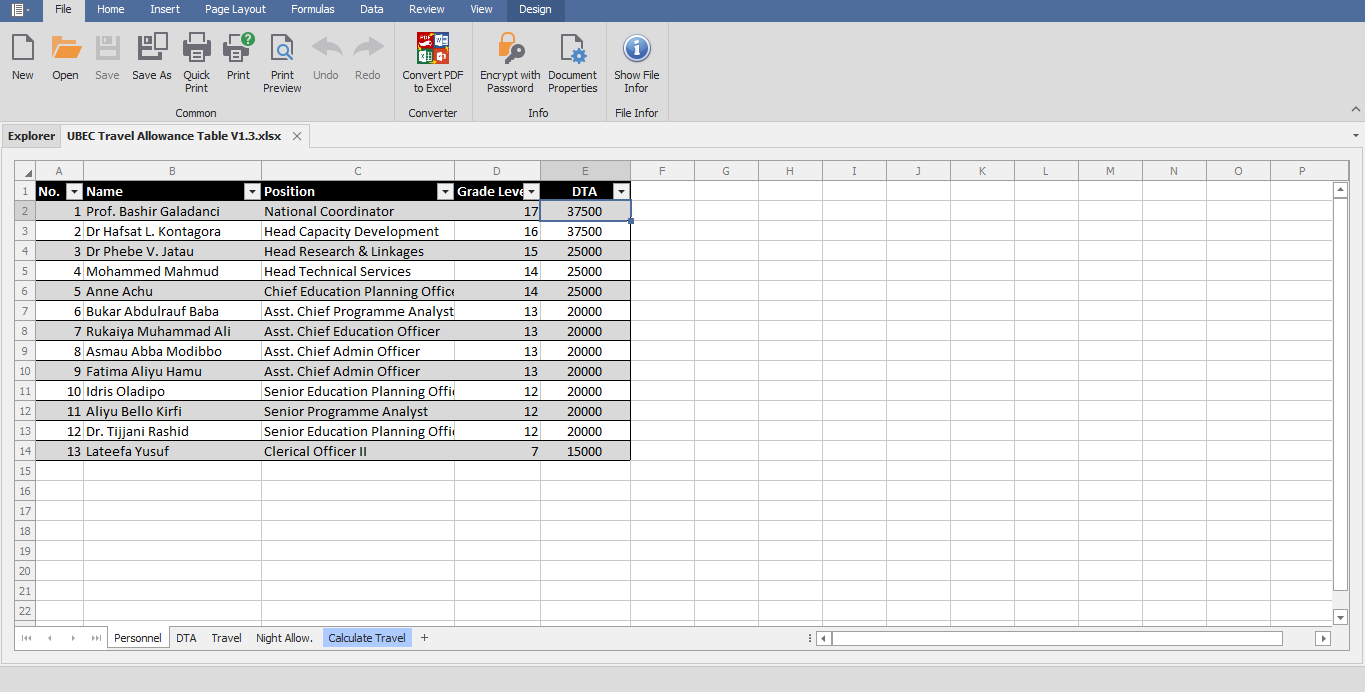 File Home Insert Page Layout Formulas Data Review View Design
New Open Save Save As Quick Print Print Print Preview Undo Redo Convert PDF to Excel Encrypt with Password Document Properties Show File Infor
Common Converter Info File Infor
Explorer UBEC Travel Allowance Table V1.3.xlsx
A B C D E F G H I J K L M N O P
1 No. Name Position Grade Leve DTA
2 1 Prof. Bashir Galadanci National Coordinator 17 37500
3 2 Dr Hafsat L. Kontagora Head Capacity Development 16 37500
4 3 Dr Phebe V. Jatau Head Research & Linkages 15 25000
5 4 Mohammed Mahmud Head Technical Services 14 25000
6 5 Anne Achu Chief Education Planning Office 14 25000
7 6 Bukar Abdulrauf Baba Asst. Chief Programme Analyst 13 20000
8 7 Rukaiya Muhammad Ali Asst. Chief Education Officer 13 20000
9 8 Asmau Abba Modibbo Asst. Chief Admin Officer 13 20000
10 9 Fatima Aliyu Hamu Asst. Chief Admin Officer 13 20000
11 10 Idris Oladipo Senior Education Planning Offi 12 20000
12 11 Aliyu Bello Kirfi Senior Programme Analyst 12 20000
13 12 Dr. Tijjani Rashid Senior Education Planning Offi 12 20000
14 13 Lateefa Yusuf Clerical Officer II 7 15000
15
16
17
18
19
20
21
22
Personnel DTA Travel Night Allow. Calculate Travel +